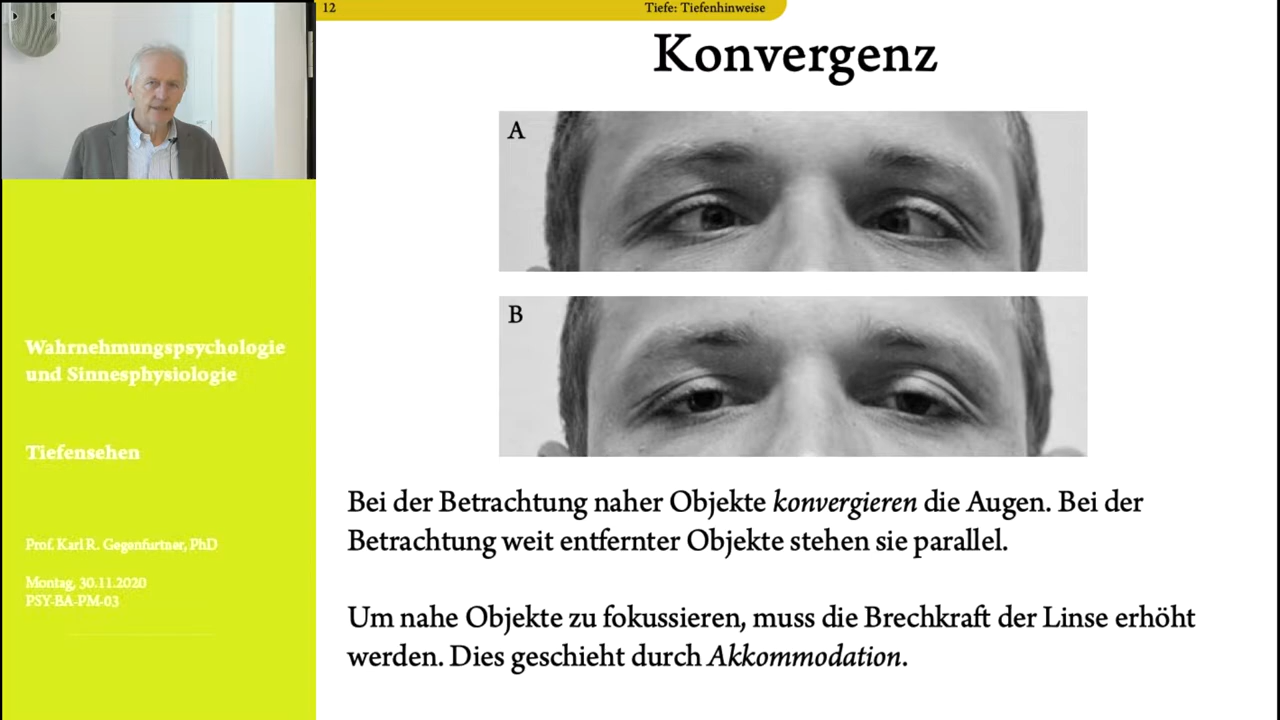 12
Tiefe: Tiefenhinweise
Konvergenz
A
B
Bei der Betrachtung naher Objekte konvergieren die Augen. Bei der
Betrachtung weit entfernter Objekte stehen sie parallel.
Um nahe Objekte zu fokussieren, muss die Brechkraft der Linse erhöht
werden. Dies geschieht durch Akkommodation.
Wahrnehmungspsychologie
und Sinnesphysiologie
Tiefensehen
Prof. Karl R. Gegenfurtner, PhD
Montag, 30.11.2020
PSY-BA-PM-03